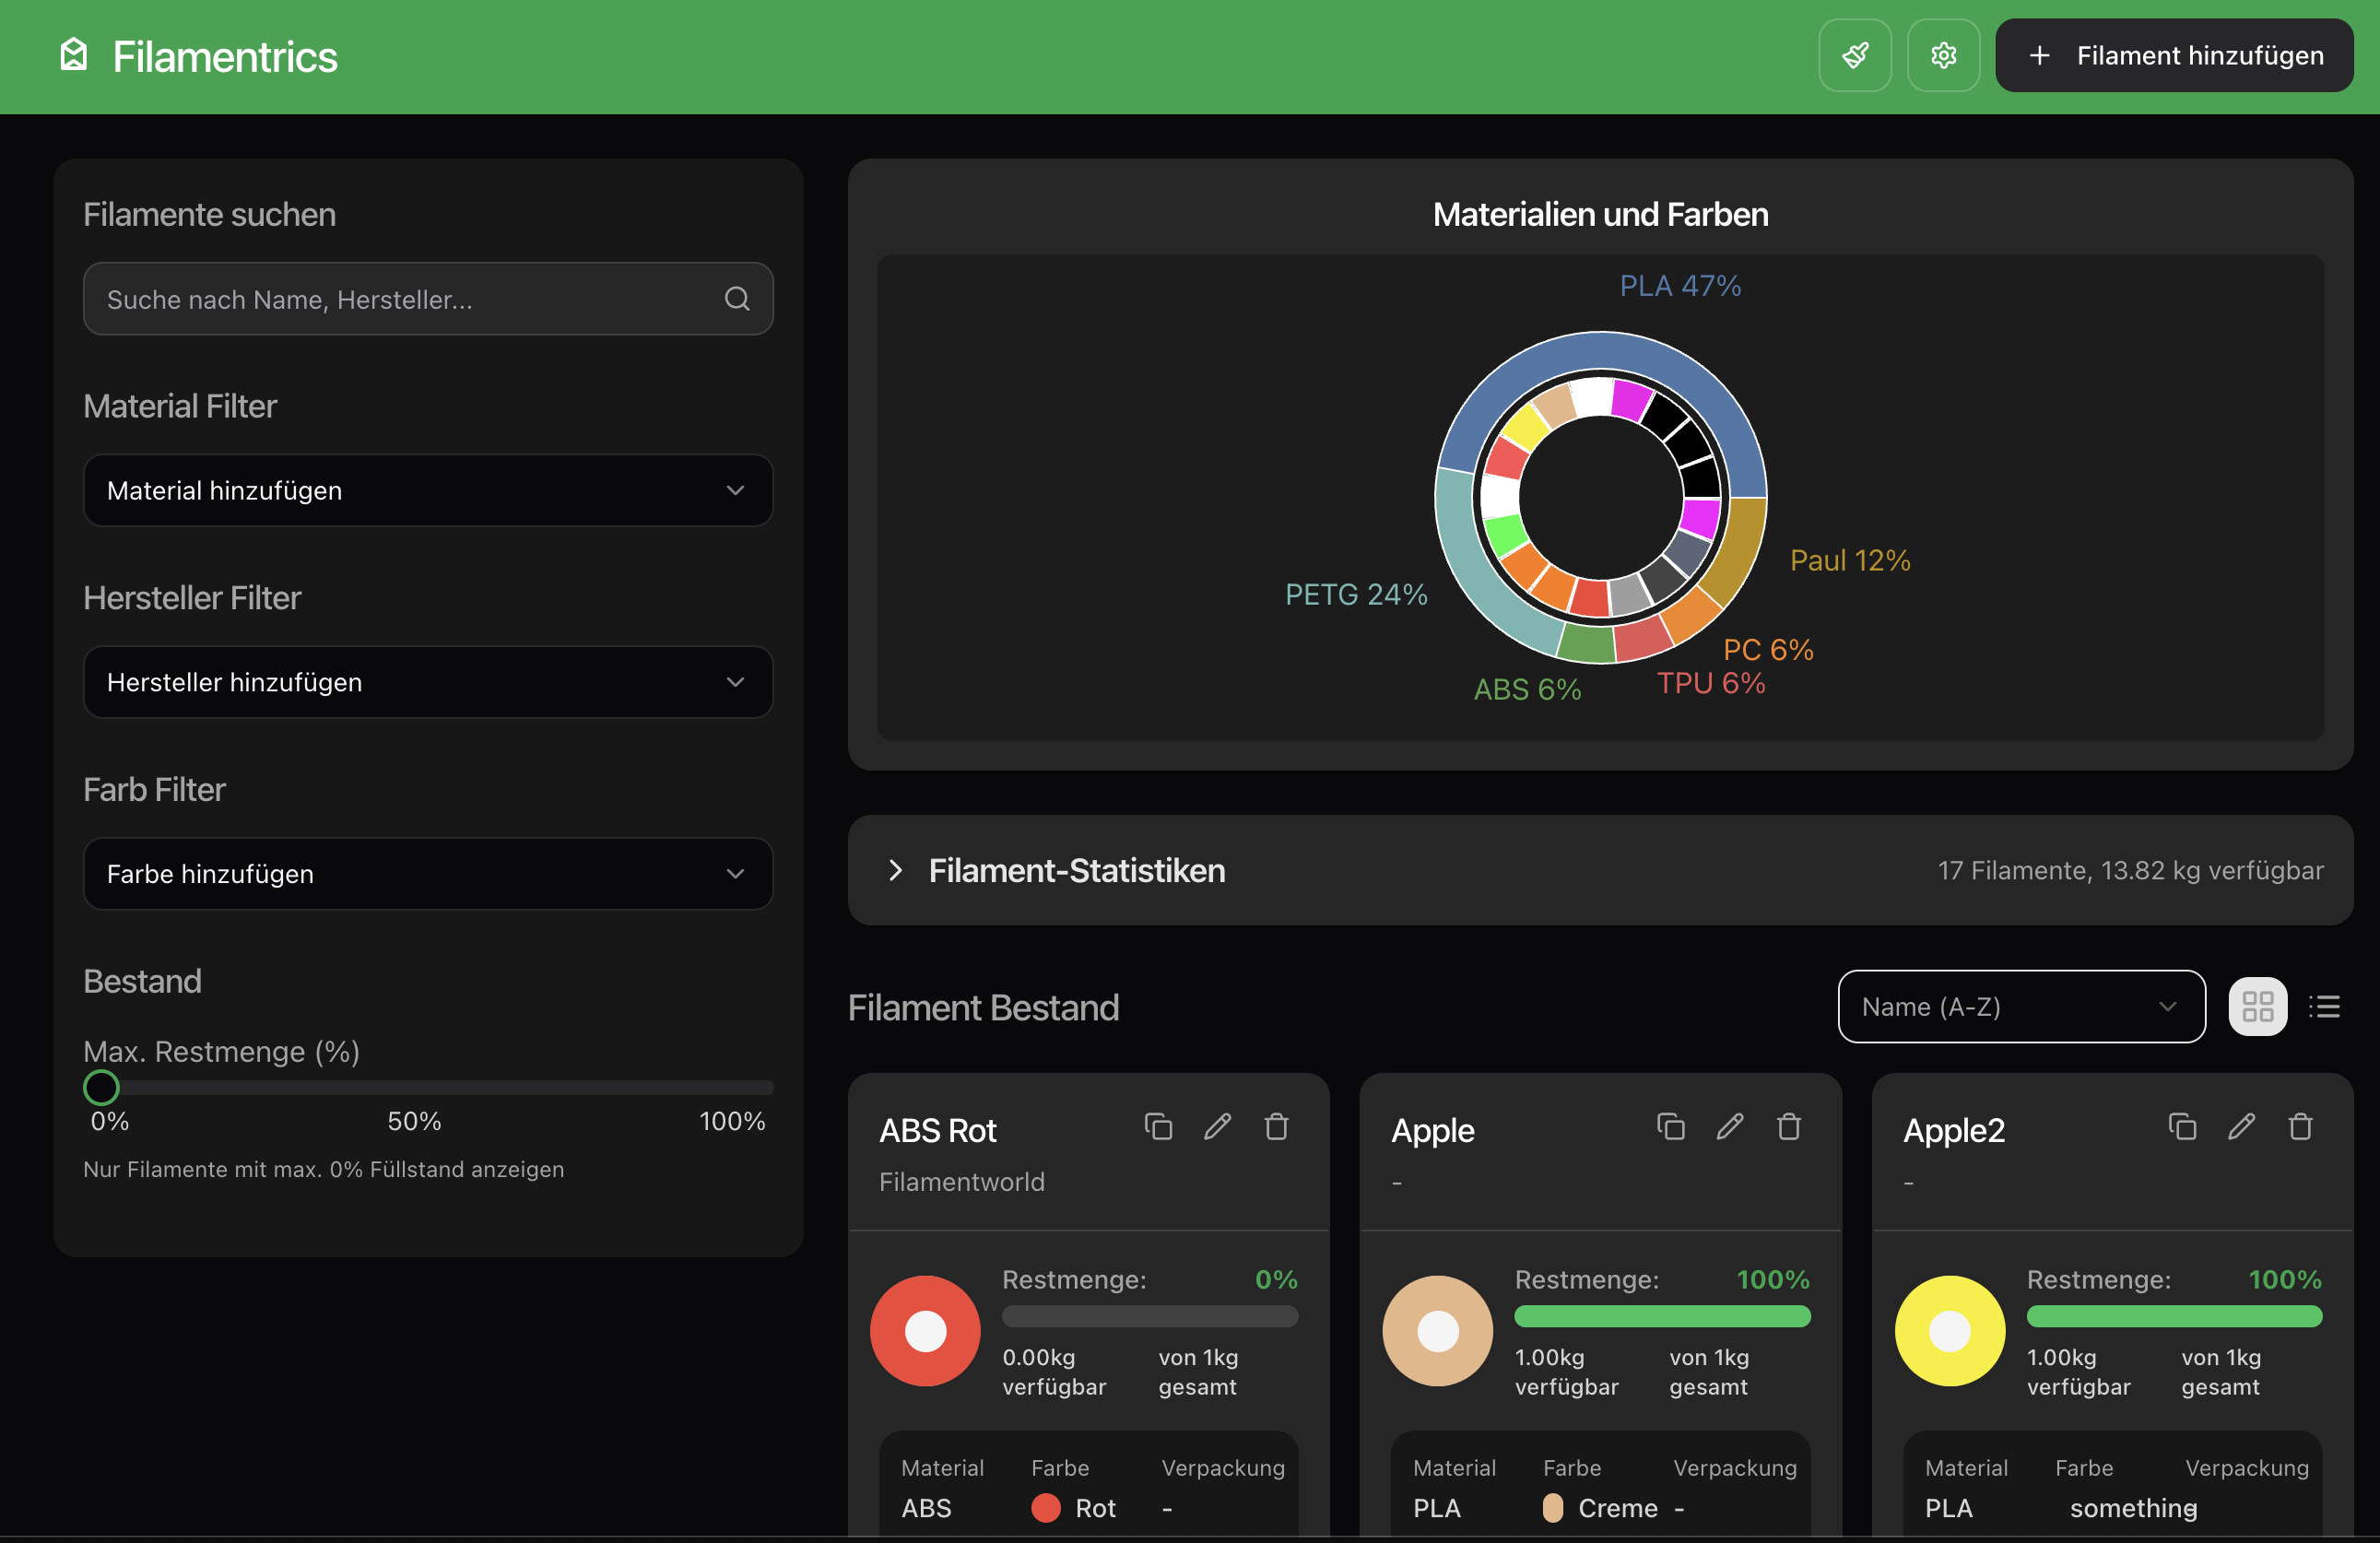 Filamentrics
Filament hinzufügen
Filamente suchen
Suche nach Name, Hersteller...
Material Filter
Material hinzufügen
Hersteller Filter
Hersteller hinzufügen
Farb Filter
Farbe hinzufügen
Bestand
Max. Restmenge (%)
0% 50% 100%
Nur Filamente mit max. 0% Füllstand anzeigen
Materialien und Farben
PLA 47%
Paul 12%
PETG 24%
PC 6%
TPU 6%
ABS 6%
Filament-Statistiken
17 Filamente, 13.82 kg verfügbar
Filament Bestand
Name (A-Z)
ABS Rot
Filamentworld
Restmenge: 0%
0.00kg von 1kg
verfügbar gesamt
Material Farbe Verpackung
ABS Rot -
Apple
-
Restmenge: 100%
1.00kg von 1kg
verfügbar gesamt
Material Farbe Verpackung
PLA Creme -
Apple2
-
Restmenge: 100%
1.00kg von 1kg
verfügbar gesamt
Material Farbe Verpackung
PLA something -